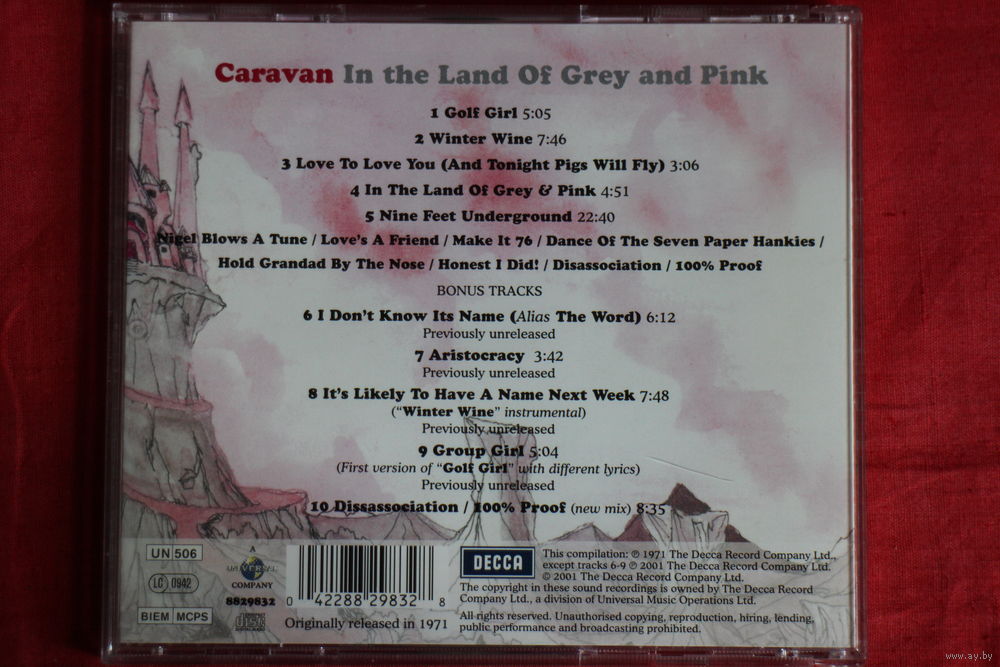 Caravan In the Land Of Grey and Pink
1 Golf Girl 5:05
2 Winter Wine 7:46
3 Love To Love You (And Tonight Pigs Will Fly) 3:06
4 In The Land Of Grey & Pink 4:51
5 Nine Feet Underground 22:40
Nigel Blows A Tune / Love's A Friend / Make It 76 / Dance Of The Seven Paper Hankies /
Hold Grandad By The Nose / Honest I Did! / Disassociation / 100% Proof
BONUS TRACKS
6 I Don't Know Its Name (Alias The Word) 6:12
Previously unreleased
7 Aristocracy 3:42
Previously unreleased
8 It's Likely To Have A Name Next Week 7:48
("Winter Wine" instrumental)
Previously unreleased
9 Group Girl 5:04
(First version of "Golf Girl" with different lyrics)
Previously unreleased
10 Dissassociation / 100% Proof (new mix) 8:35
UN 506
LC 0942
BIEM MCPS
A
UNIVERSAL
COMPANY
8829832
0 42288 29832 8
Originally released in 1971
DECCA
This compilation: ℗ 1971 The Decca Record Company Ltd.,
except tracks 6-9 ℗ 2001 The Decca Record Company Ltd.
© 2001 The Decca Record Company Ltd.
The copyright in these sound recordings is owned by The Decca Record
Company Ltd., a division of Universal Music Operations Ltd.
All rights reserved. Unauthorised copying, reproduction, hiring, lending,
public performance and broadcasting prohibited.
www.ay.by